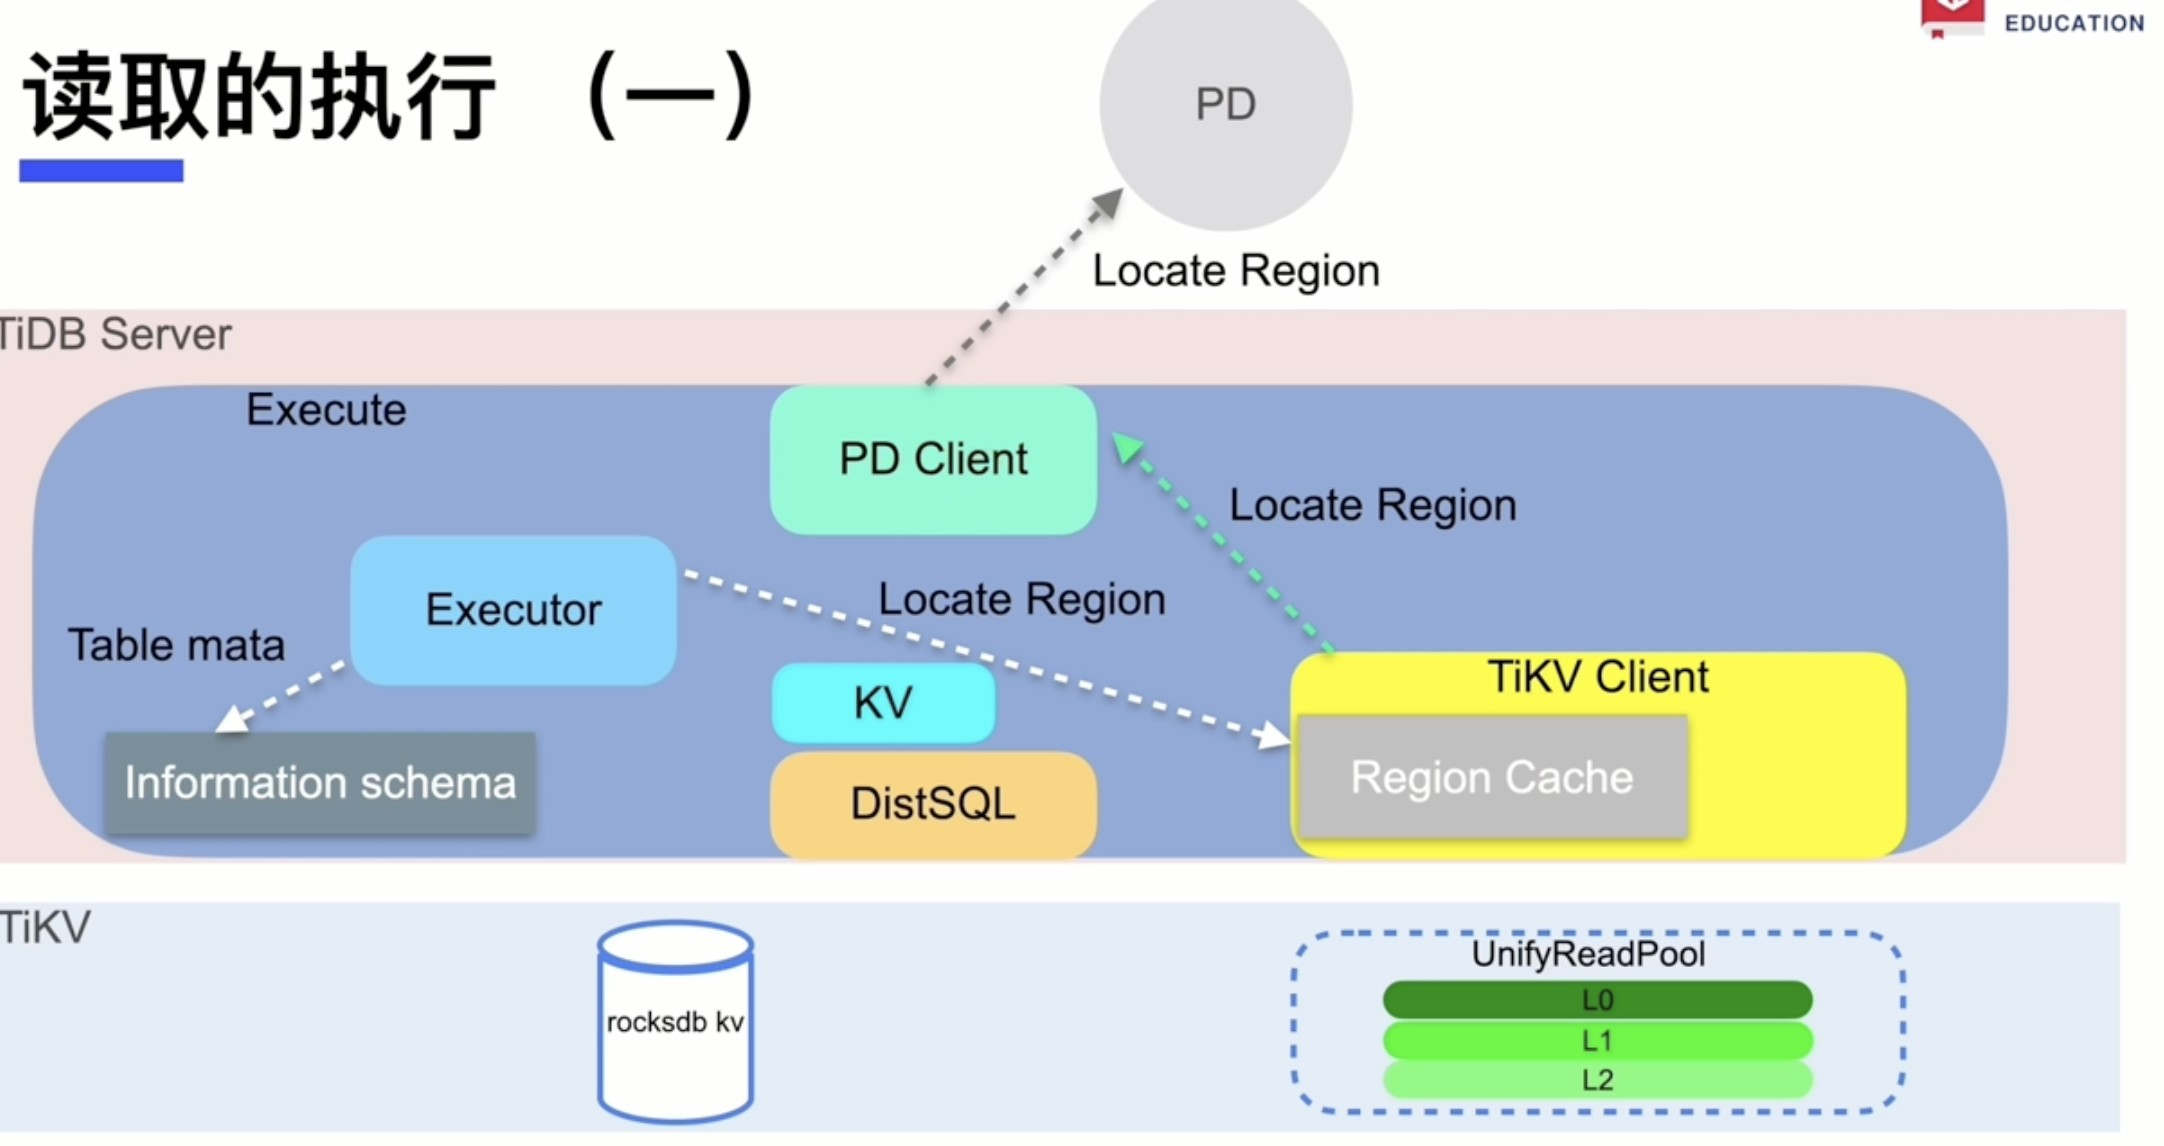 EDUCATION
读取的执行 （一）
PD
Locate Region
TiDB Server
Execute
PD Client
Locate Region
Executor
Locate Region
Table mata
KV
TiKV Client
Information schema
Region Cache
DistSQL
TiKV
UnifyReadPool
rocksdb kv
L0
L1
L2